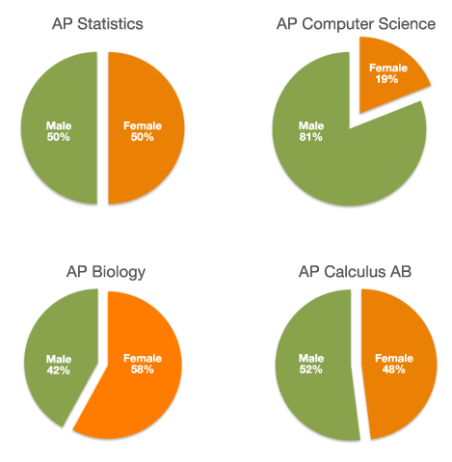 AP Statistics
Male
50%
Female
50%
AP Computer Science
Male
81%
Female
19%
AP Biology
Male
42%
Female
58%
AP Calculus AB
Male
52%
Female
48%